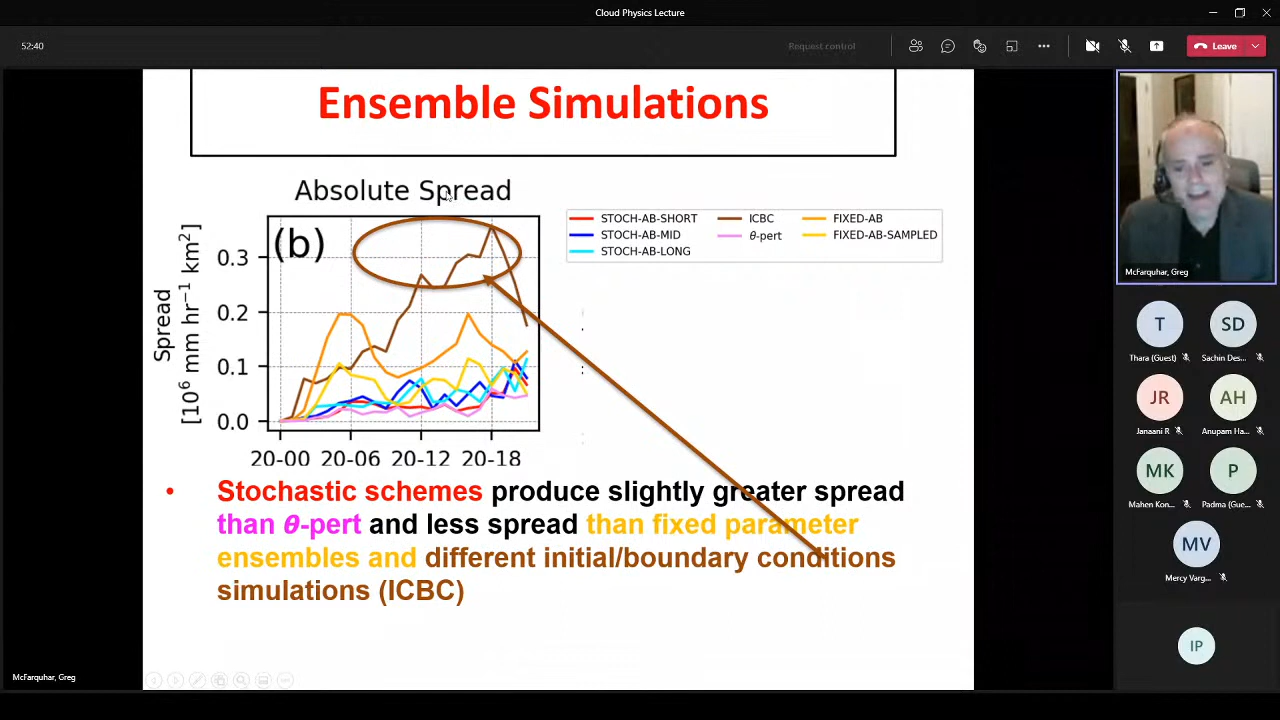 Cloud Physics Lecture
52:40
Request control
Leave
Ensemble Simulations
Absolute Spread
(b)
Spread
[10⁶ mm hr⁻¹ km²]
0.3
0.2
0.1
0.0
20-00 20-06 20-12 20-18
STOCH-AB-SHORT
STOCH-AB-MID
STOCH-AB-LONG
ICBC
θ-pert
FIXED-AB
FIXED-AB-SAMPLED
• Stochastic schemes produce slightly greater spread
than θ-pert and less spread than fixed parameter
ensembles and different initial/boundary conditions
simulations (ICBC)
McFarquhar, Greg
McFarquhar, Greg
T
Thara (Guest)
SD
Sachin Des...
JR
Janaani R
AH
Anupam Ha...
MK
Mahen Kon...
P
Padma (Gue...
MV
Mercy Varg...
IP